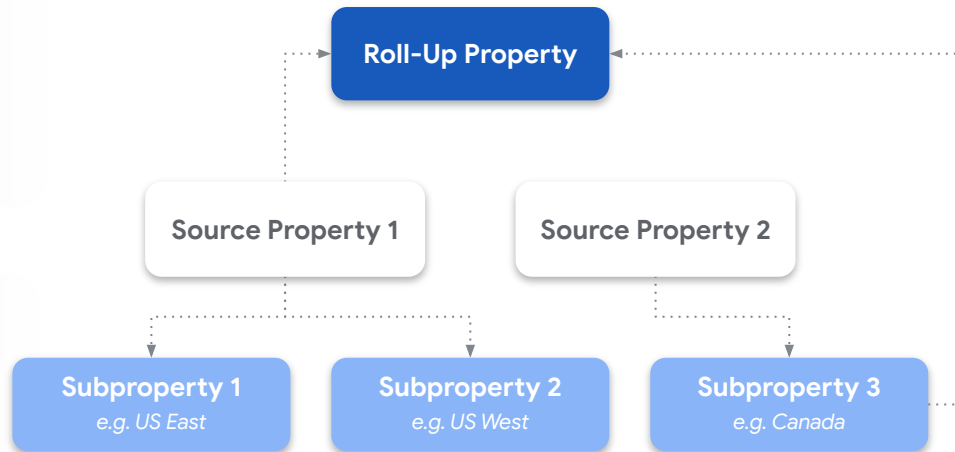 Roll-Up Property
Source Property 1
Source Property 2
Subproperty 1
e.g. US East
Subproperty 2
e.g. US West
Subproperty 3
e.g. Canada